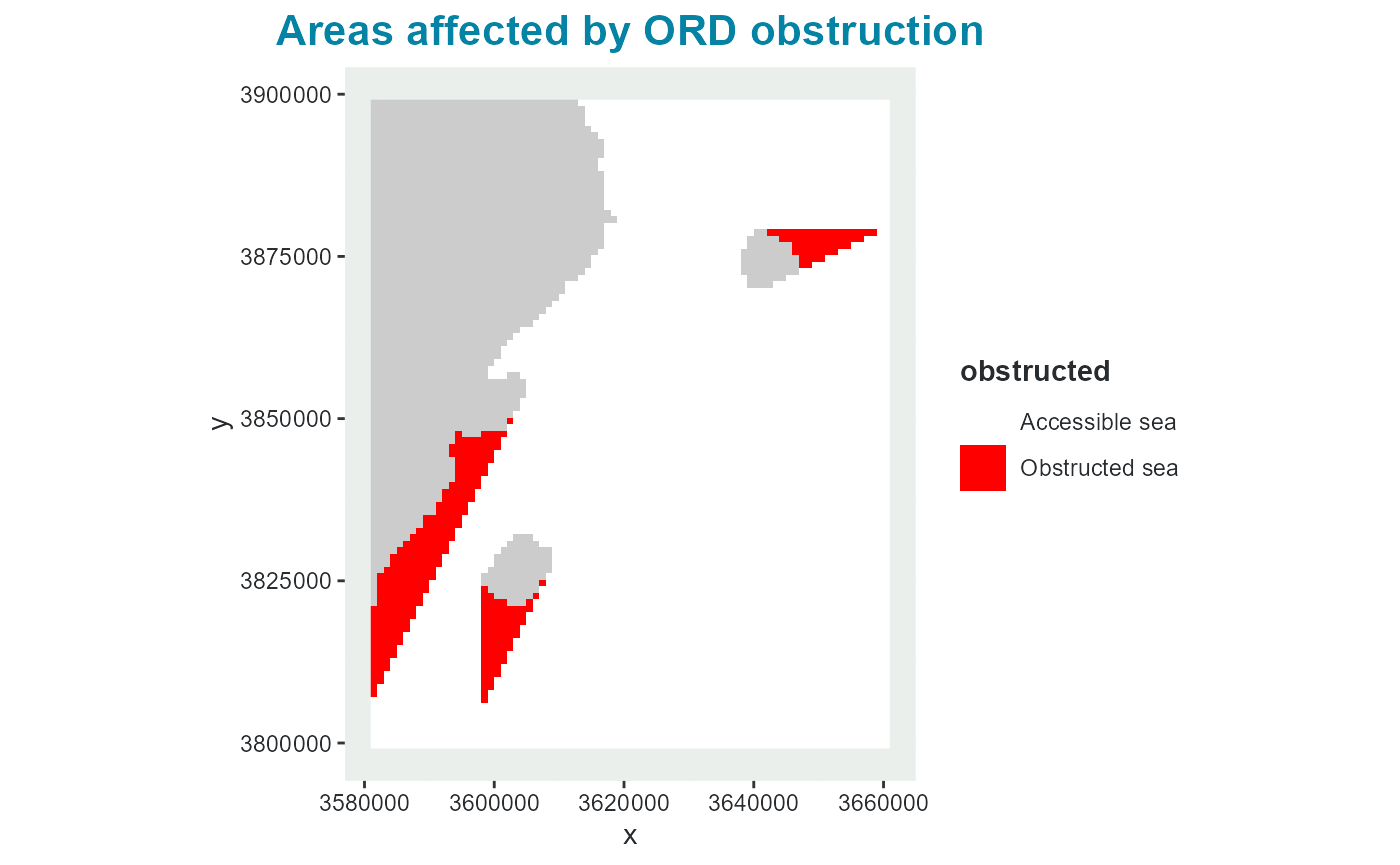 Areas affected by ORD obstruction
3900000
3875000
3850000
3825000
3800000
y
3580000 3600000 3620000 3640000 3660000
x
obstructed
Accessible sea
Obstructed sea